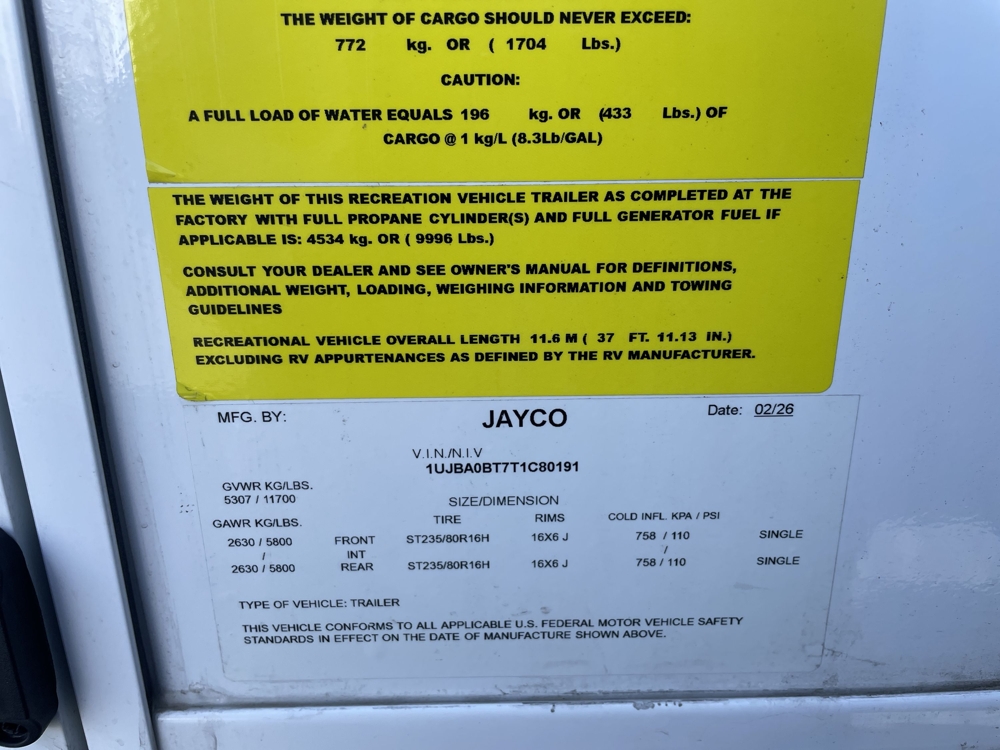 THE WEIGHT OF CARGO SHOULD NEVER EXCEED:
772 kg. OR ( 1704 Lbs.)
CAUTION:
A FULL LOAD OF WATER EQUALS 196 kg. OR (433 Lbs.) OF
CARGO @ 1 kg/L (8.3Lb/GAL)
THE WEIGHT OF THIS RECREATION VEHICLE TRAILER AS COMPLETED AT THE
FACTORY WITH FULL PROPANE CYLINDER(S) AND FULL GENERATOR FUEL IF
APPLICABLE IS: 4534 kg. OR ( 9996 Lbs.)
CONSULT YOUR DEALER AND SEE OWNER'S MANUAL FOR DEFINITIONS,
ADDITIONAL WEIGHT, LOADING, WEIGHING INFORMATION AND TOWING
GUIDELINES
RECREATIONAL VEHICLE OVERALL LENGTH 11.6 M ( 37 FT. 11.13 IN.)
EXCLUDING RV APPURTENANCES AS DEFINED BY THE RV MANUFACTURER.
MFG. BY: JAYCO Date: 02/26
V.I.N./N.I.V
1UJBA0BT7T1C80191
GVWR KG/LBS.
5307 / 11700
SIZE/DIMENSION
GAWR KG/LBS. TIRE RIMS COLD INFL. KPA / PSI
2630 / 5800 FRONT ST235/80R16H 16X6 J 758 / 110 SINGLE
/ INT /
2630 / 5800 REAR ST235/80R16H 16X6 J 758 / 110 SINGLE
TYPE OF VEHICLE: TRAILER
THIS VEHICLE CONFORMS TO ALL APPLICABLE U.S. FEDERAL MOTOR VEHICLE SAFETY
STANDARDS IN EFFECT ON THE DATE OF MANUFACTURE SHOWN ABOVE.